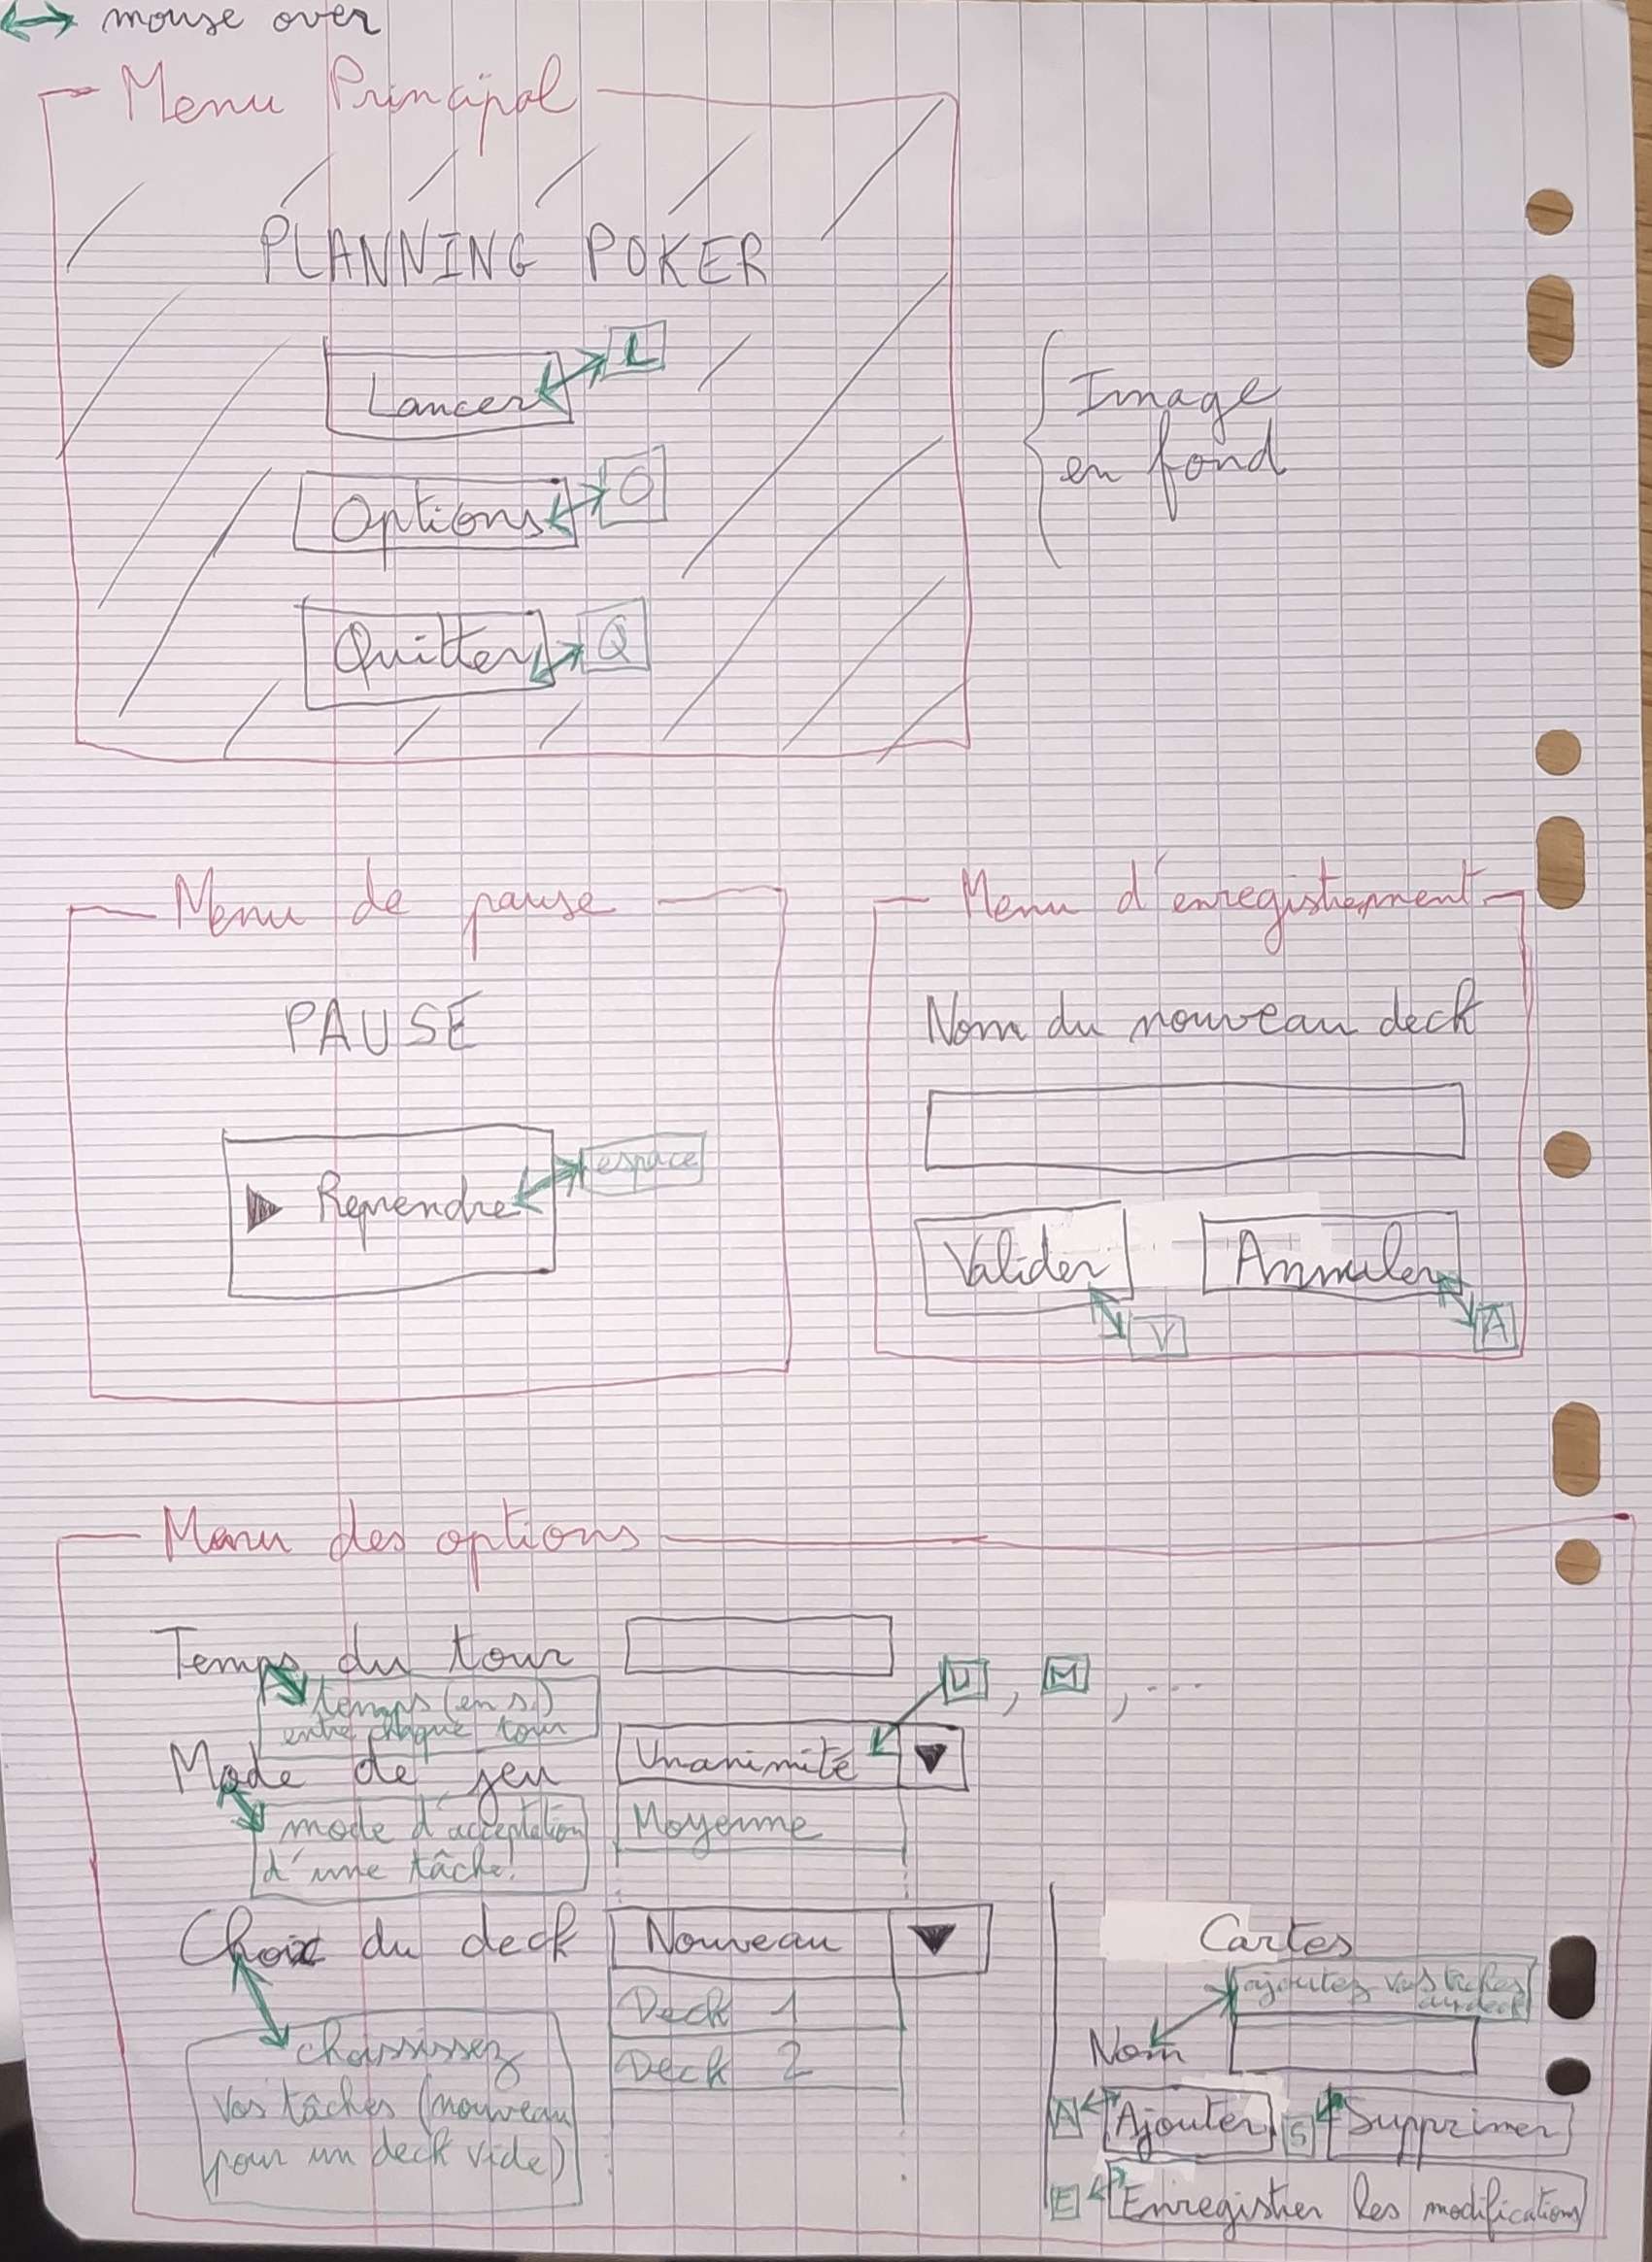 mouse over
Menu Principal
PLANNING POKER
L
Lancer
O
Options
Quitter
Q
Image
en fond
Menu de pause
PAUSE
espace
Reprendre
Menu d'enregistrement
Nom du nouveau deck
Valider
Annuler
V
A
Menu des options
Temps du tour
temps (en s.)
entre chaque tour
U , M , ...
Mode de jeu
Unanimité
mode d'acceptation
d'une tâche!
Moyenne
Choix du deck
Nouveau
Deck 1
Deck 2
choississez
vos tâches (nouveau
pour un deck vide)
Cartes
ajoutez vos tâches
au deck
Nom
A Ajouter S Supprimer
E Enregistrer les modifications